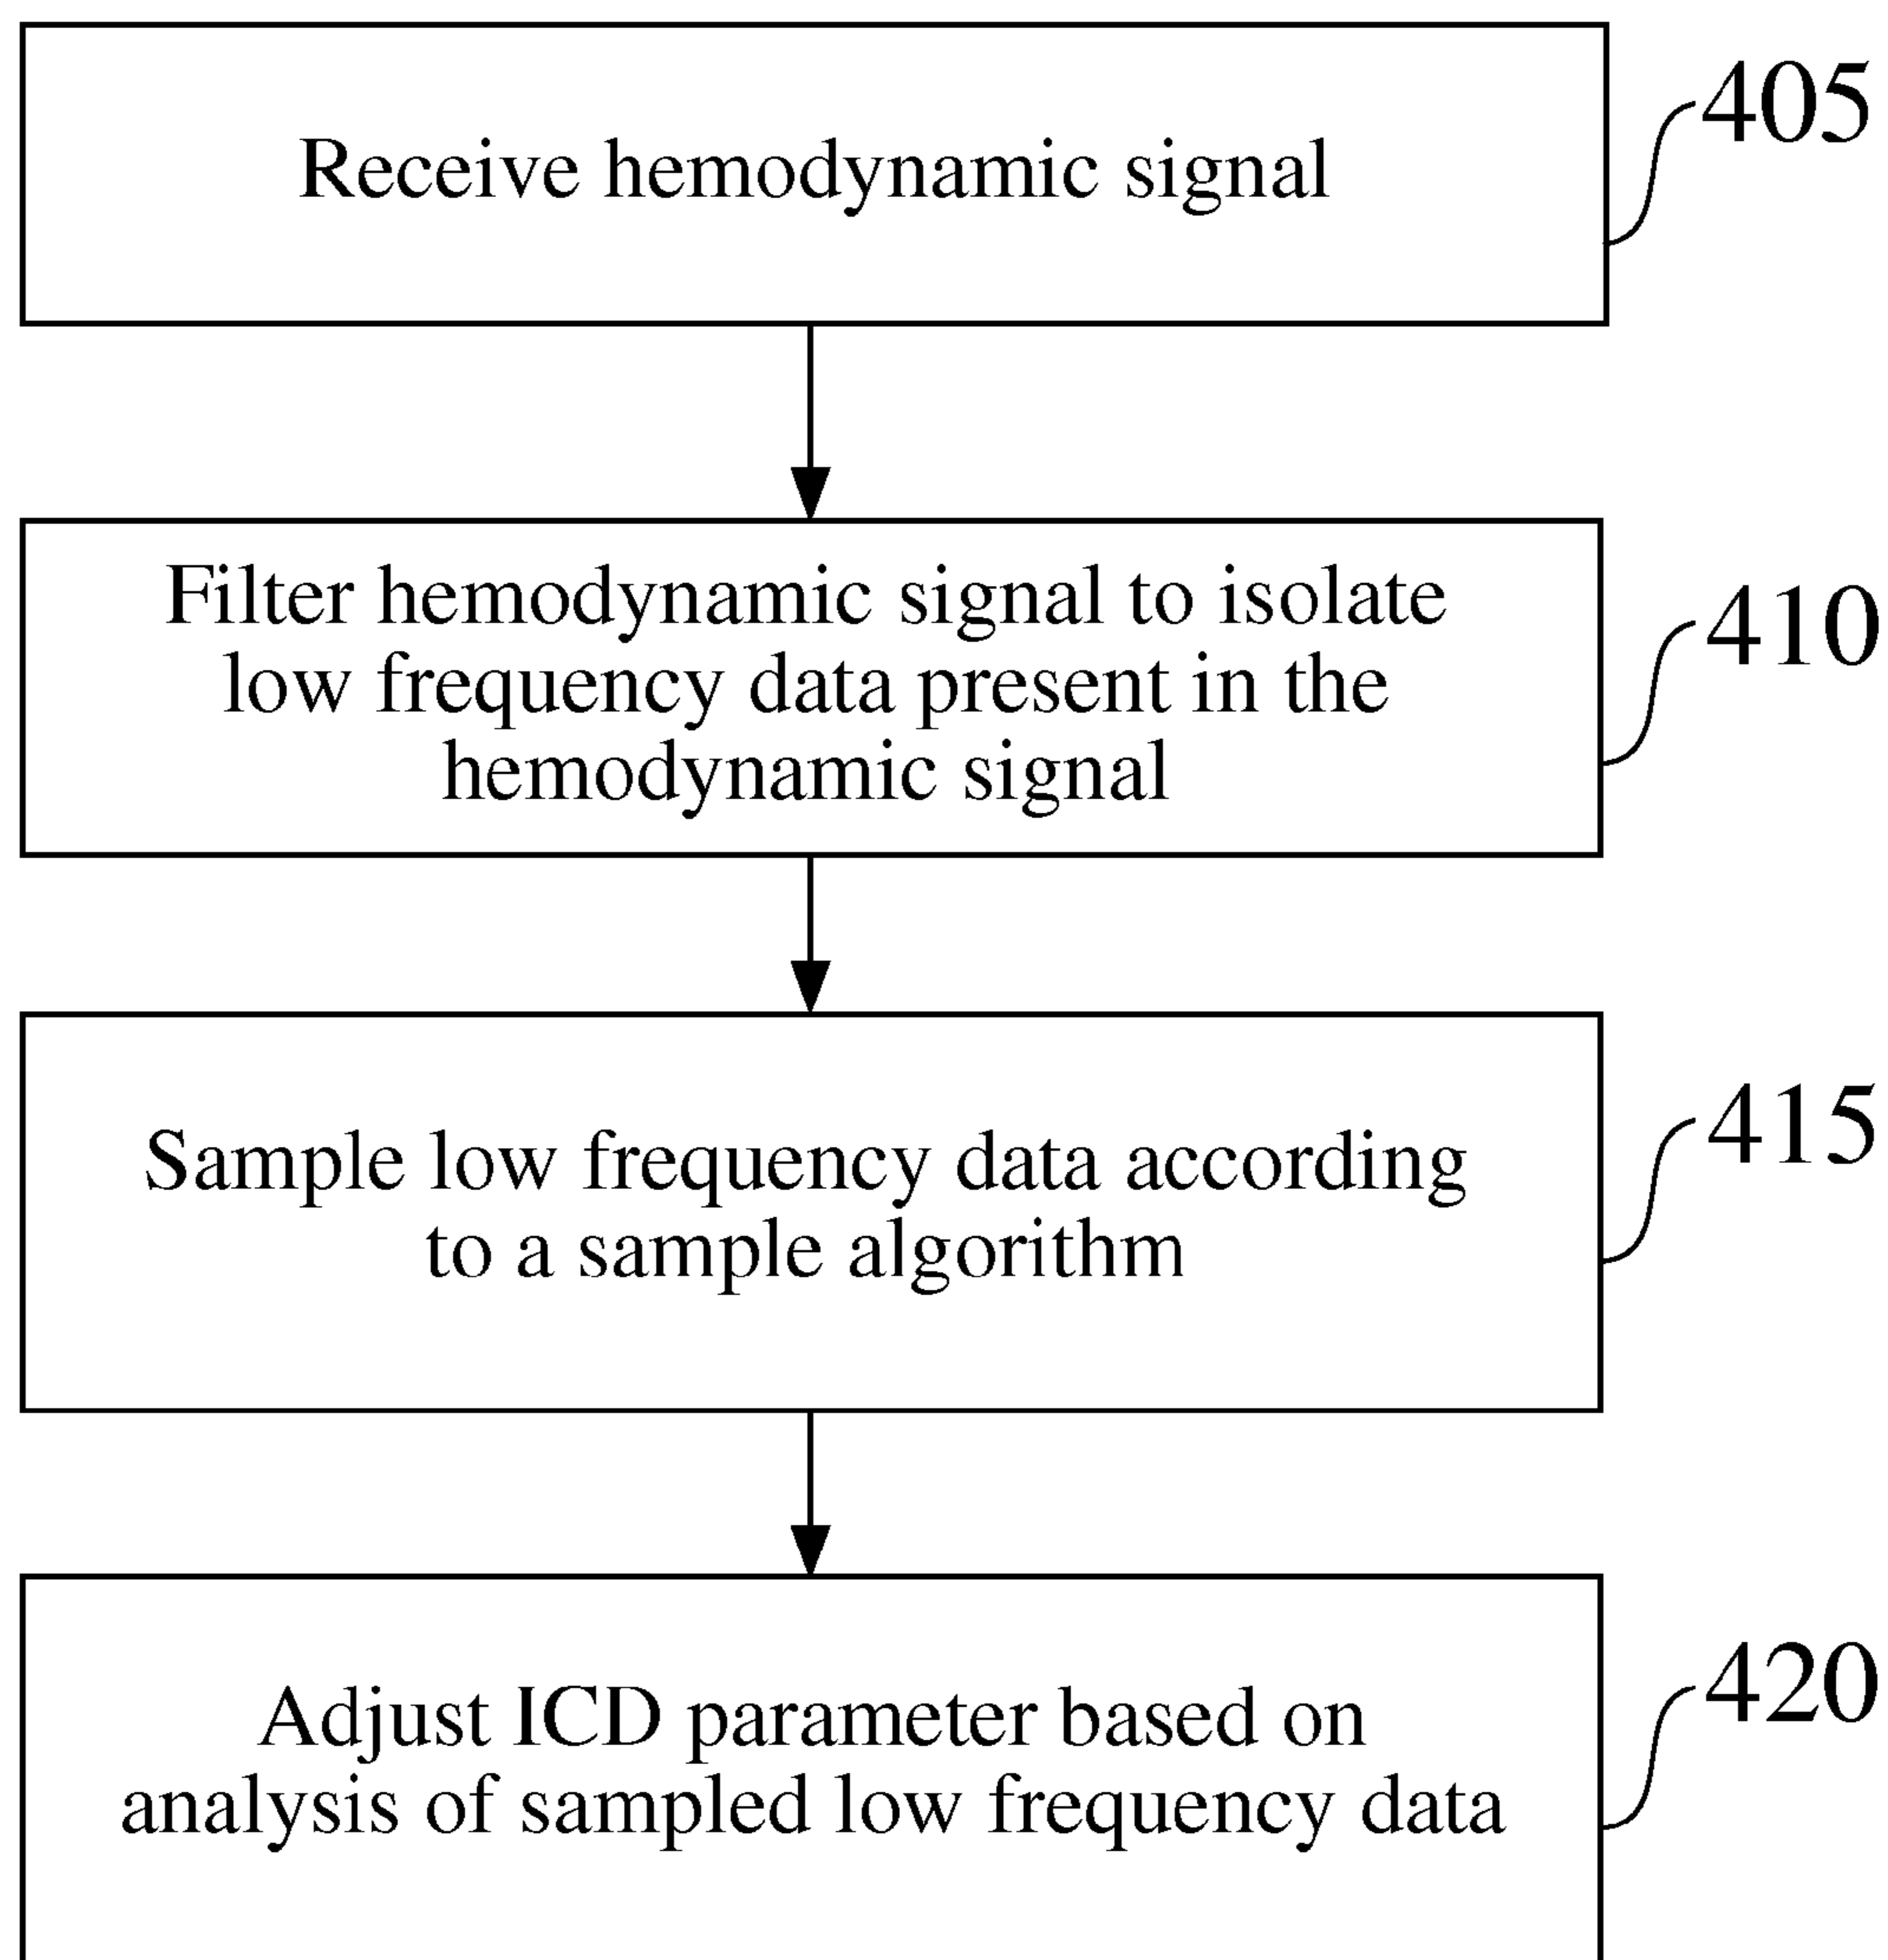 Receive hemodynamic signal
405
Filter hemodynamic signal to isolate
low frequency data present in the
hemodynamic signal
410
Sample low frequency data according
to a sample algorithm
415
Adjust ICD parameter based on
analysis of sampled low frequency data
420